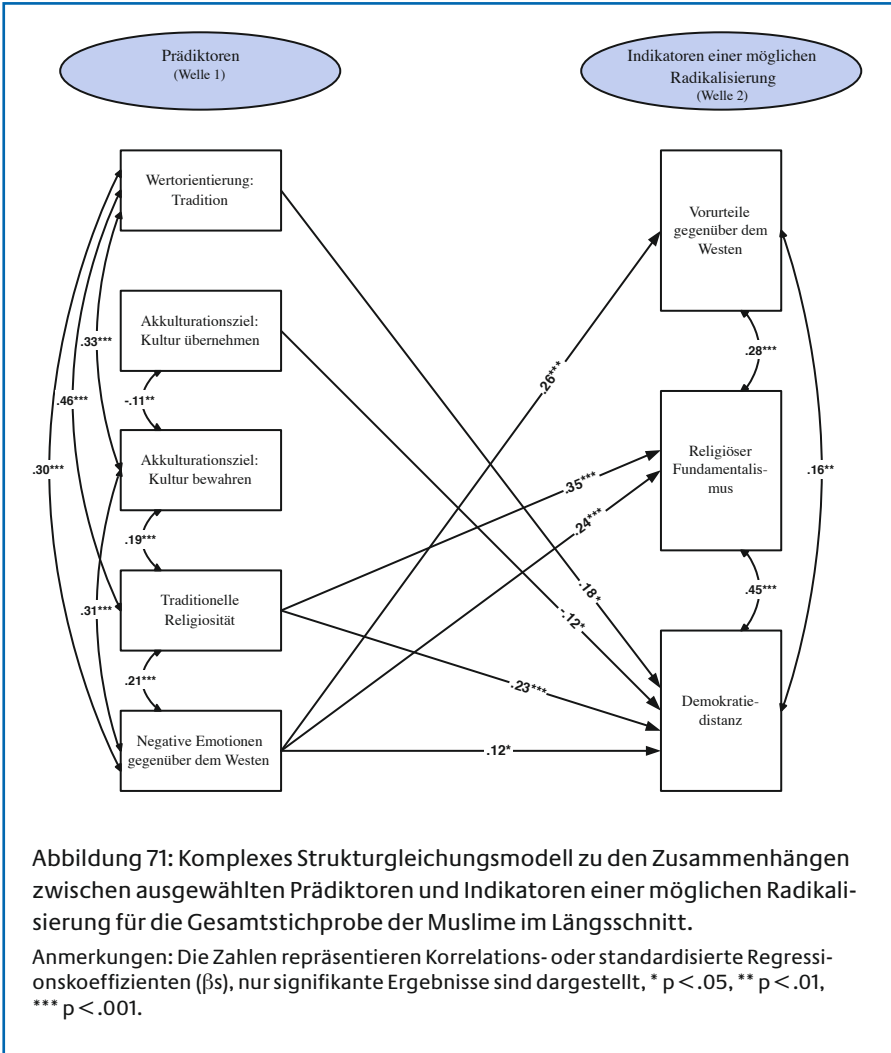 Prädiktoren
(Welle 1)
Indikatoren einer möglichen
Radikalisierung
(Welle 2)
Wertorientierung:
Tradition
Akkulturationsziel:
Kultur übernehmen
Akkulturationsziel:
Kultur bewahren
Traditionelle
Religiosität
Negative Emotionen
gegenüber dem Westen
.33***
-.11**
.46***
.30***
.19***
.31***
.21***
.26***
.35***
.24***
.18*
-.12*
.23***
.12*
Vorurteile
gegenüber dem
Westen
.28***
Religiöser
Fundamentalis-
mus
.16**
.45***
Demokratie-
distanz
Abbildung 71: Komplexes Strukturgleichungsmodell zu den Zusammenhängen
zwischen ausgewählten Prädiktoren und Indikatoren einer möglichen Radikali-
sierung für die Gesamtstichprobe der Muslime im Längsschnitt.
Anmerkungen: Die Zahlen repräsentieren Korrelations- oder standardisierte Regressi-
onskoeffizienten (βs), nur signifikante Ergebnisse sind dargestellt, * p < .05, ** p < .01,
*** p < .001.